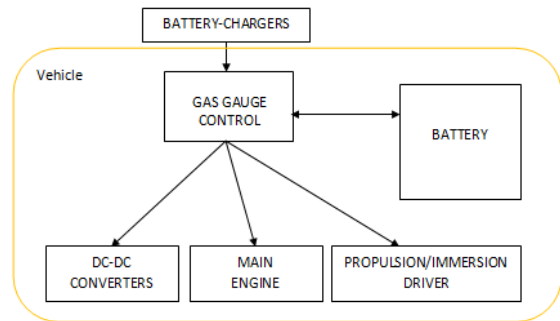 BATTERY-CHARGERS
Vehicle
GAS GAUGE
CONTROL
BATTERY
DC-DC
CONVERTERS
MAIN
ENGINE
PROPULSION/IMMERSION
DRIVER